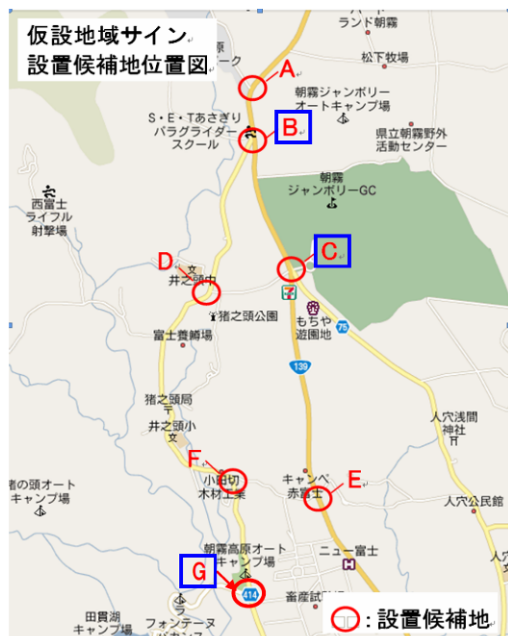 仮設地域サイン
設置候補地位置図
ランド朝霧
松下牧場
A
朝霧ジャンボリー
オートキャンプ場
S・E・Tあさぎり
パラグライダー
スクール
B
県立朝霧野外
活動センター
朝霧
ジャンボリーGC
西富士
ライフル
射撃場
C
D
井之頭中
猪之頭公園
もちや
遊園地
75
富士養鱒場
139
猪之頭局
井之頭小
人穴浅間
神社
F
小田切
木材工業
キャンベ
赤富士
E
猪の頭オート
キャンプ場
人穴公民館
朝霧高原オート
キャンプ場
ニュー富士
G
414
人穴
田貫湖
キャンプ場
フォンテーヌ
:設置候補地